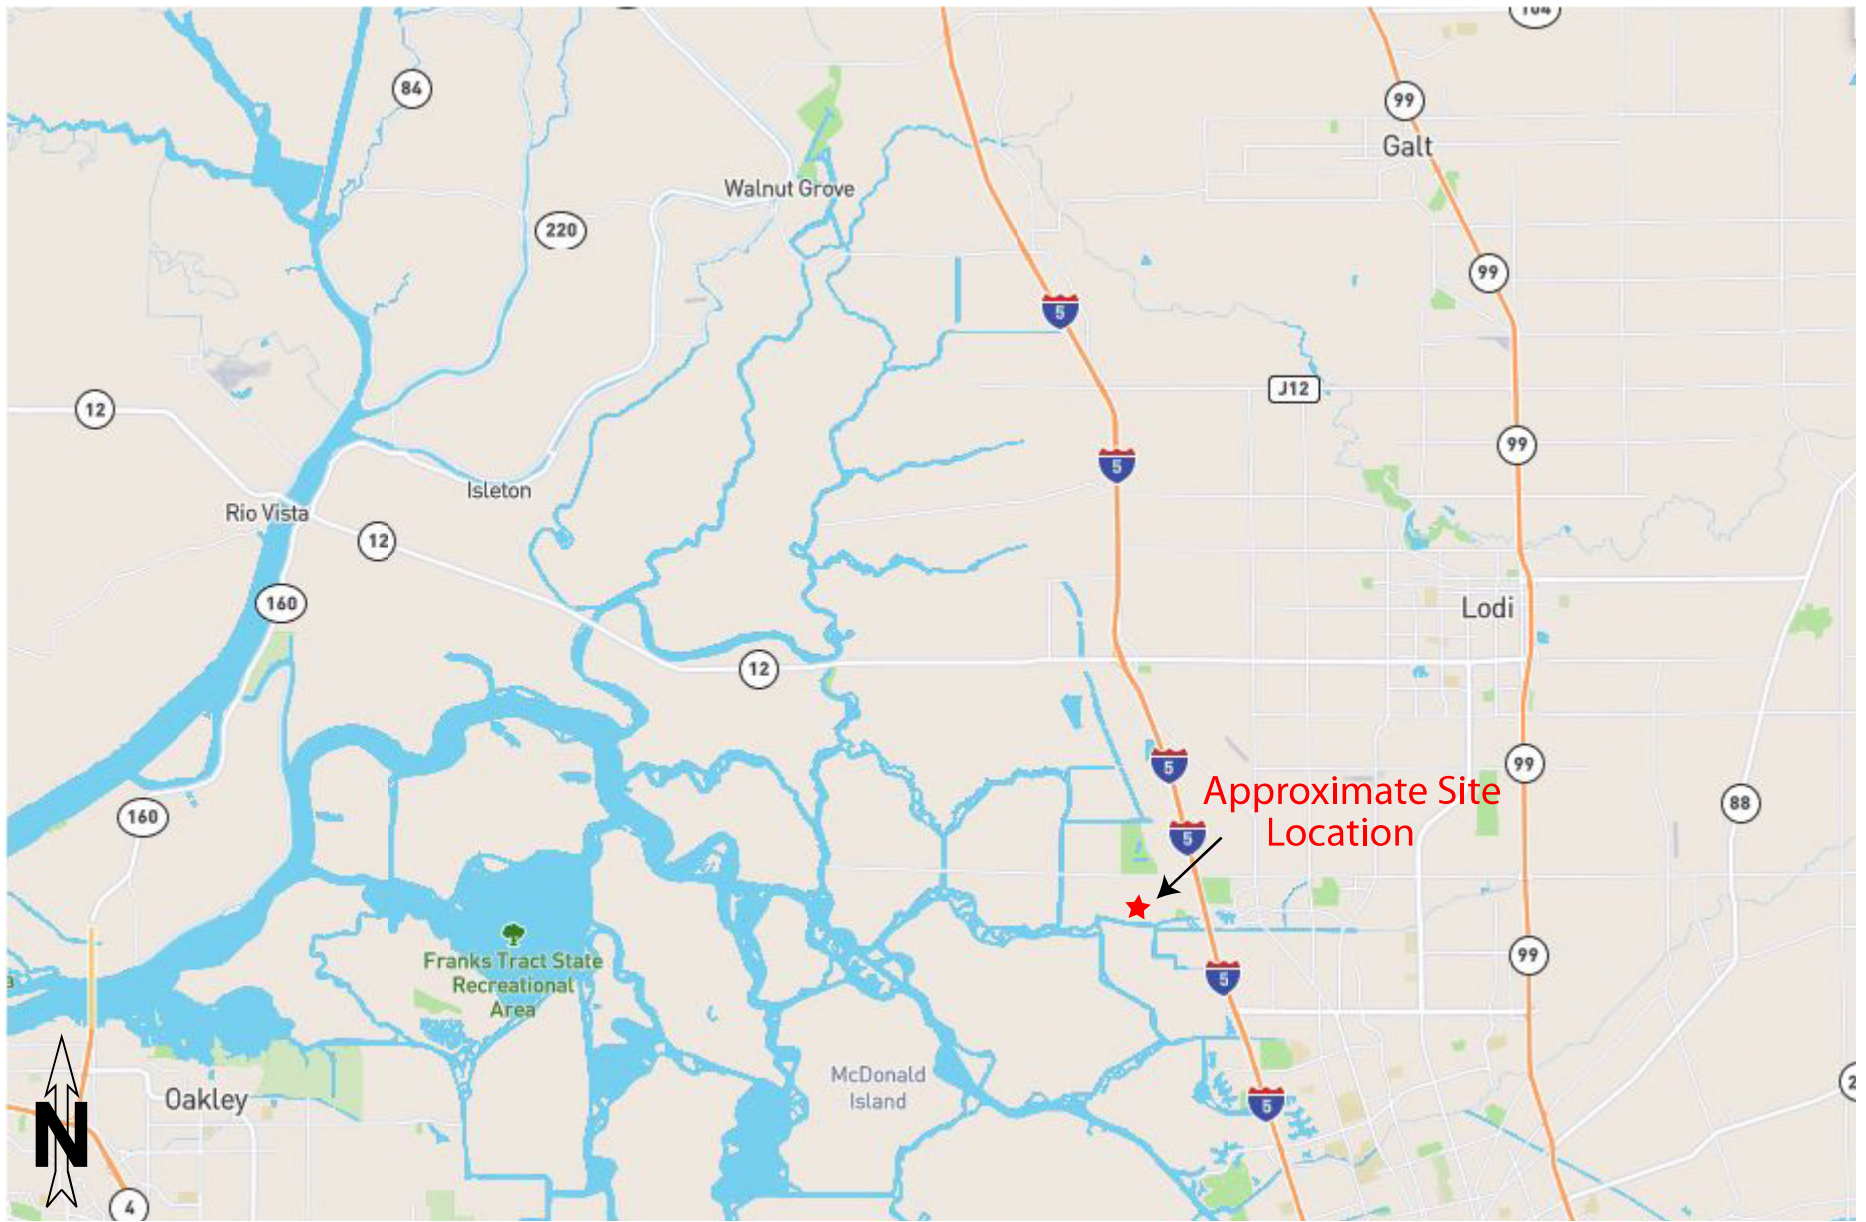 104
84
99
Galt
Walnut Grove
220
99
5
J12
12
99
5
Isleton
Rio Vista
12
160
Lodi
12
5
99
Approximate Site
Location
88
160
5
Franks Tract State
Recreational
Area
99
5
McDonald
Island
Oakley
5
N
4